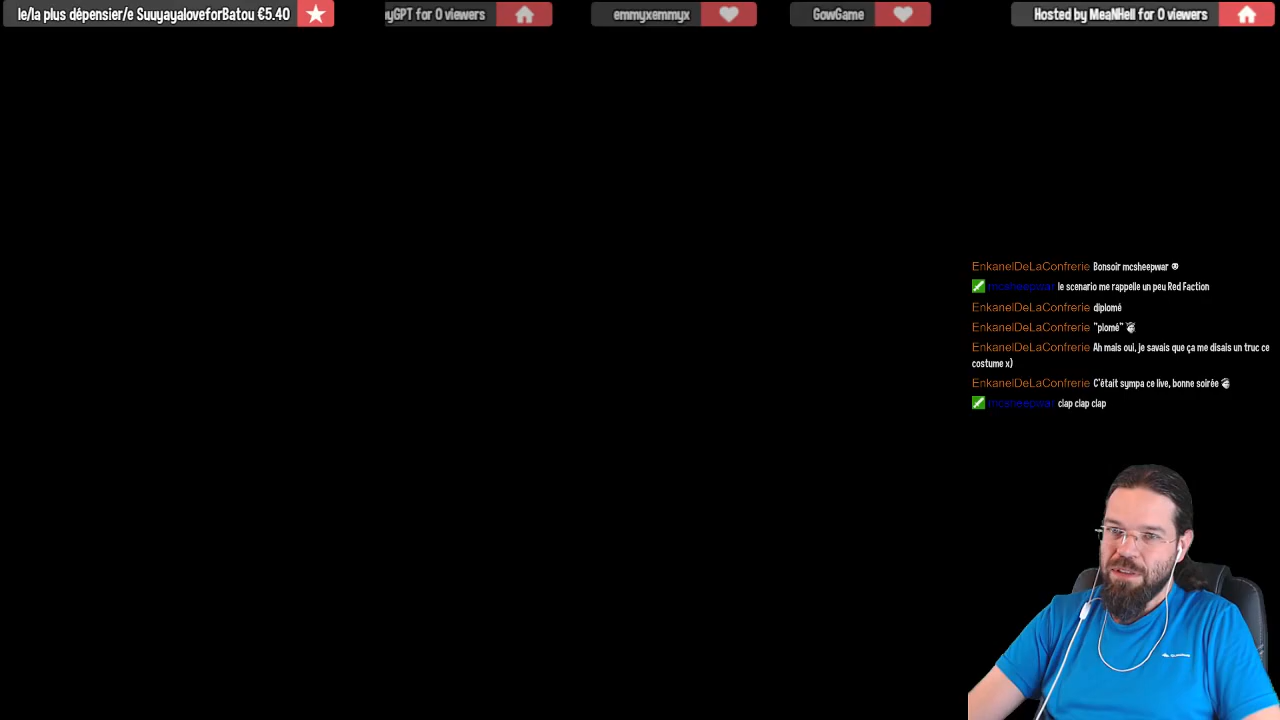 le/la plus dépensier/e SuuyayaloveforBatou €5.40
yGPT for 0 viewers
emmyxemmyx
GowGame
Hosted by MeaNHell for 0 viewers
EnkanelDeLaConfrerie Bonsoir mcsheepwar
mcsheepwar le scenario me rappelle un peu Red Faction
EnkanelDeLaConfrerie diplomé
EnkanelDeLaConfrerie "plomé"
EnkanelDeLaConfrerie Ah mais oui, je savais que ça me disais un truc ce
costume x)
EnkanelDeLaConfrerie C'était sympa ce live, bonne soirée
mcsheepwar clap clap clap